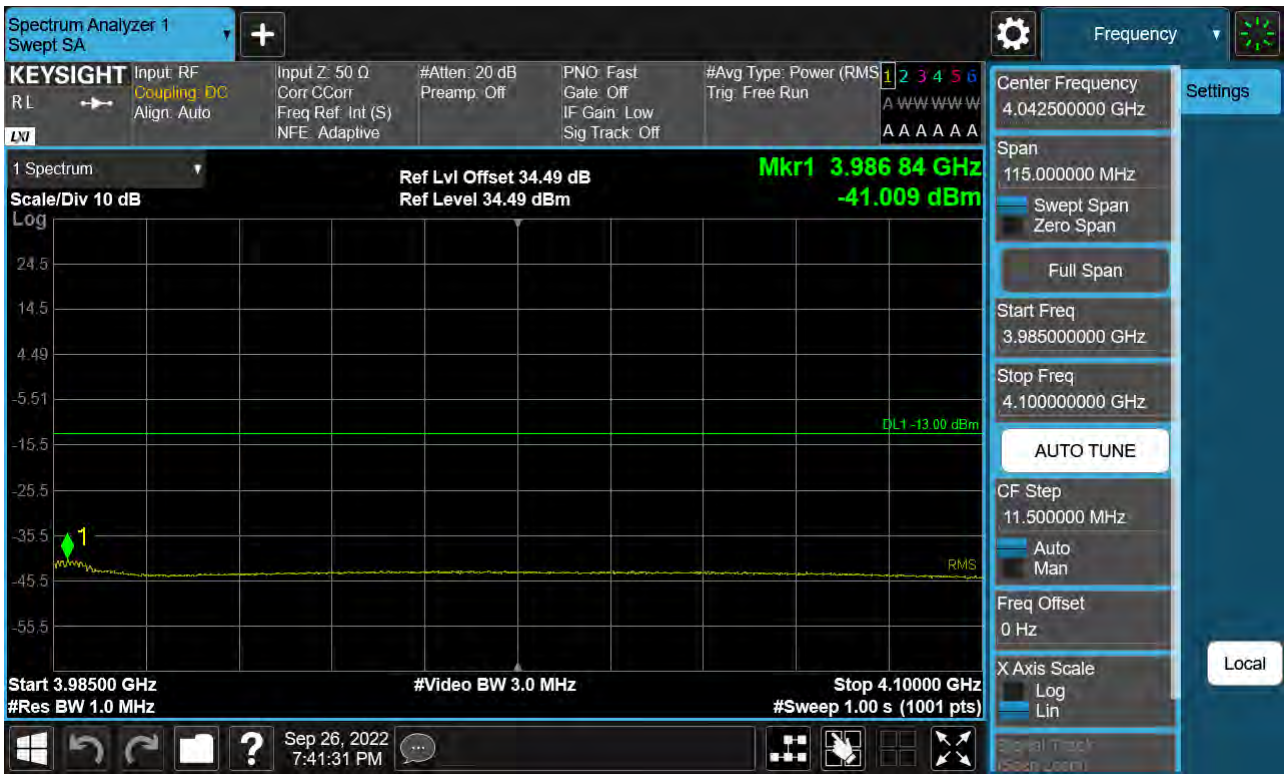 Spectrum Analyzer 1
Swept SA
+
Frequency
KEYSIGHT
RL
LXI
Input: RF
Coupling: DC
Align: Auto
Input Z: 50 Ω
Corr CCorr
Freq Ref: Int (S)
NFE: Adaptive
#Atten: 20 dB
Preamp: Off
PNO: Fast
Gate: Off
IF Gain: Low
Sig Track: Off
#Avg Type: Power (RMS
Trig: Free Run
1 2 3 4 5 6
A W W W W W
A A A A A A
1 Spectrum
Scale/Div 10 dB
Log
Ref Lvl Offset 34.49 dB
Ref Level 34.49 dBm
Mkr1 3.986 84 GHz
-41.009 dBm
24.5
14.5
4.49
-5.51
DL1 -13.00 dBm
-15.5
-25.5
-35.5
1
RMS
-45.5
-55.5
Start 3.98500 GHz
#Res BW 1.0 MHz
#Video BW 3.0 MHz
Stop 4.10000 GHz
#Sweep 1.00 s (1001 pts)
?
Sep 26, 2022
7:41:31 PM
Center Frequency
4.042500000 GHz
Span
115.000000 MHz
Swept Span
Zero Span
Full Span
Start Freq
3.985000000 GHz
Stop Freq
4.100000000 GHz
AUTO TUNE
CF Step
11.500000 MHz
Auto
Man
Freq Offset
0 Hz
X Axis Scale
Log
Lin
Signal Track
(Span Zoom)
Settings
Local